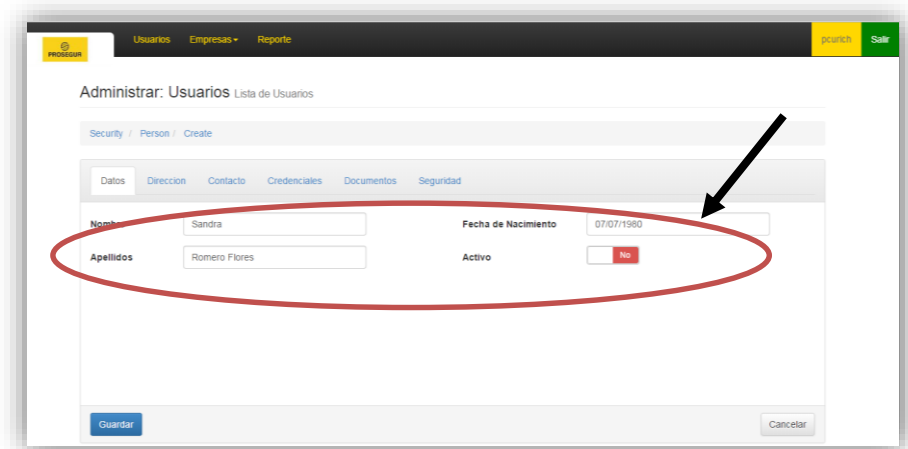 PROSEGUR
Usuarios Empresas Reporte pcurich Salir
Administrar: Usuarios Lista de Usuarios
Security / Person / Create
Datos Direccion Contacto Credenciales Documentos Seguridad
Nombre Sandra Fecha de Nacimiento 07/07/1980
Apellidos Romero Flores Activo No
Guardar Cancelar